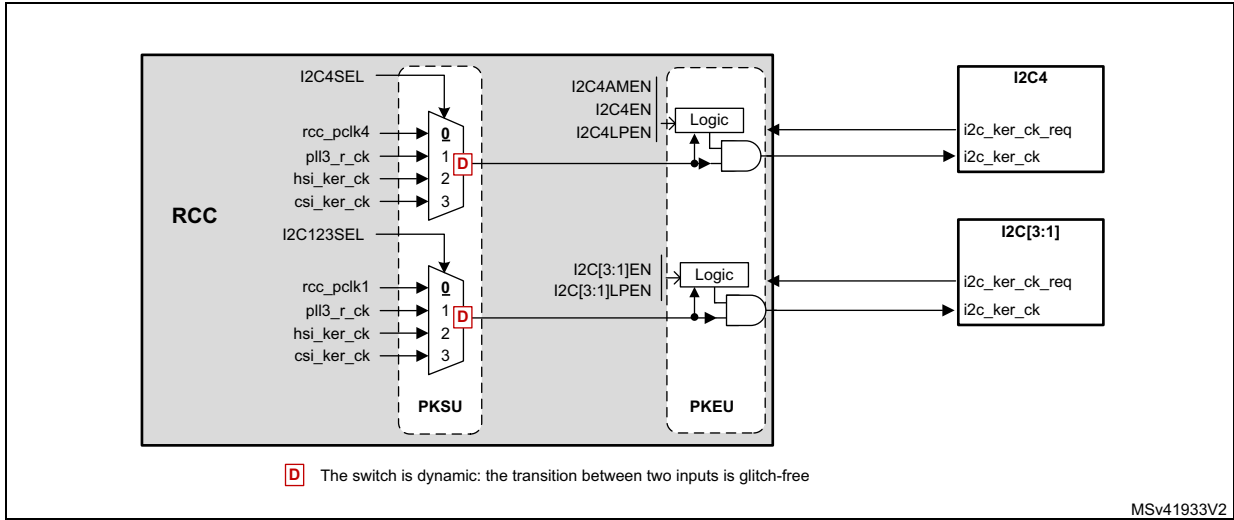 I2C4SEL
rcc_pclk4
pll3_r_ck
hsi_ker_ck
csi_ker_ck
0
1
2
3
D
I2C4AMEN
I2C4EN
I2C4LPEN
Logic
I2C4
i2c_ker_ck_req
i2c_ker_ck
RCC
I2C123SEL
rcc_pclk1
pll3_r_ck
hsi_ker_ck
csi_ker_ck
0
1
2
3
D
I2C[3:1]EN
I2C[3:1]LPEN
Logic
I2C[3:1]
i2c_ker_ck_req
i2c_ker_ck
PKSU
PKEU
D The switch is dynamic: the transition between two inputs is glitch-free
MSv41933V2